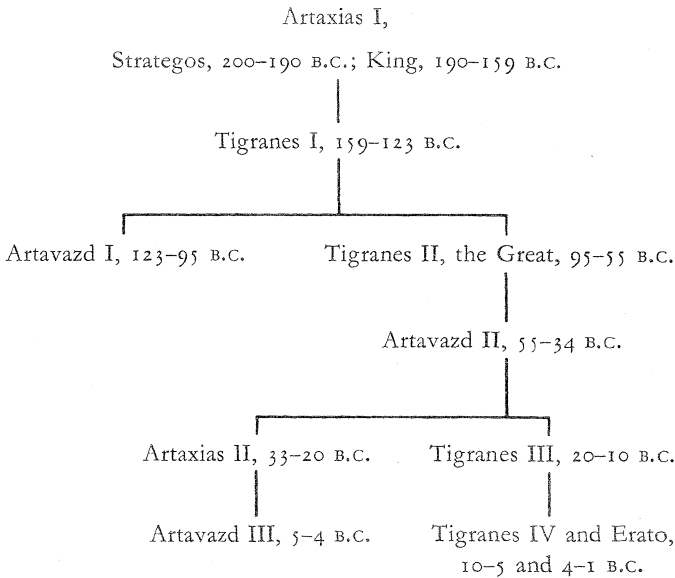 Artaxias I,
Strategos, 200–190 B.C.; King, 190–159 B.C.
Tigranes I, 159–123 B.C.
Artavazd I, 123–95 B.C.
Tigranes II, the Great, 95–55 B.C.
Artavazd II, 55–34 B.C.
Artaxias II, 33–20 B.C.
Tigranes III, 20–10 B.C.
Artavazd III, 5–4 B.C.
Tigranes IV and Erato,
10–5 and 4–1 B.C.